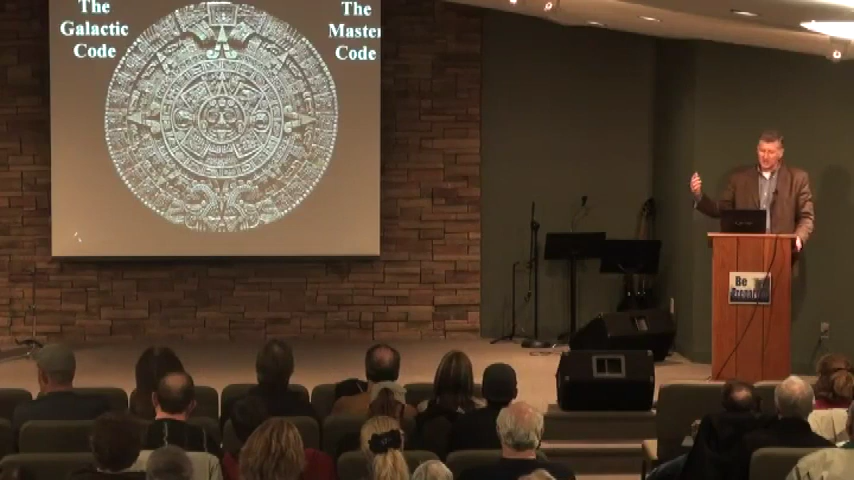 The
Galactic
Code
The
Master
Code
Be